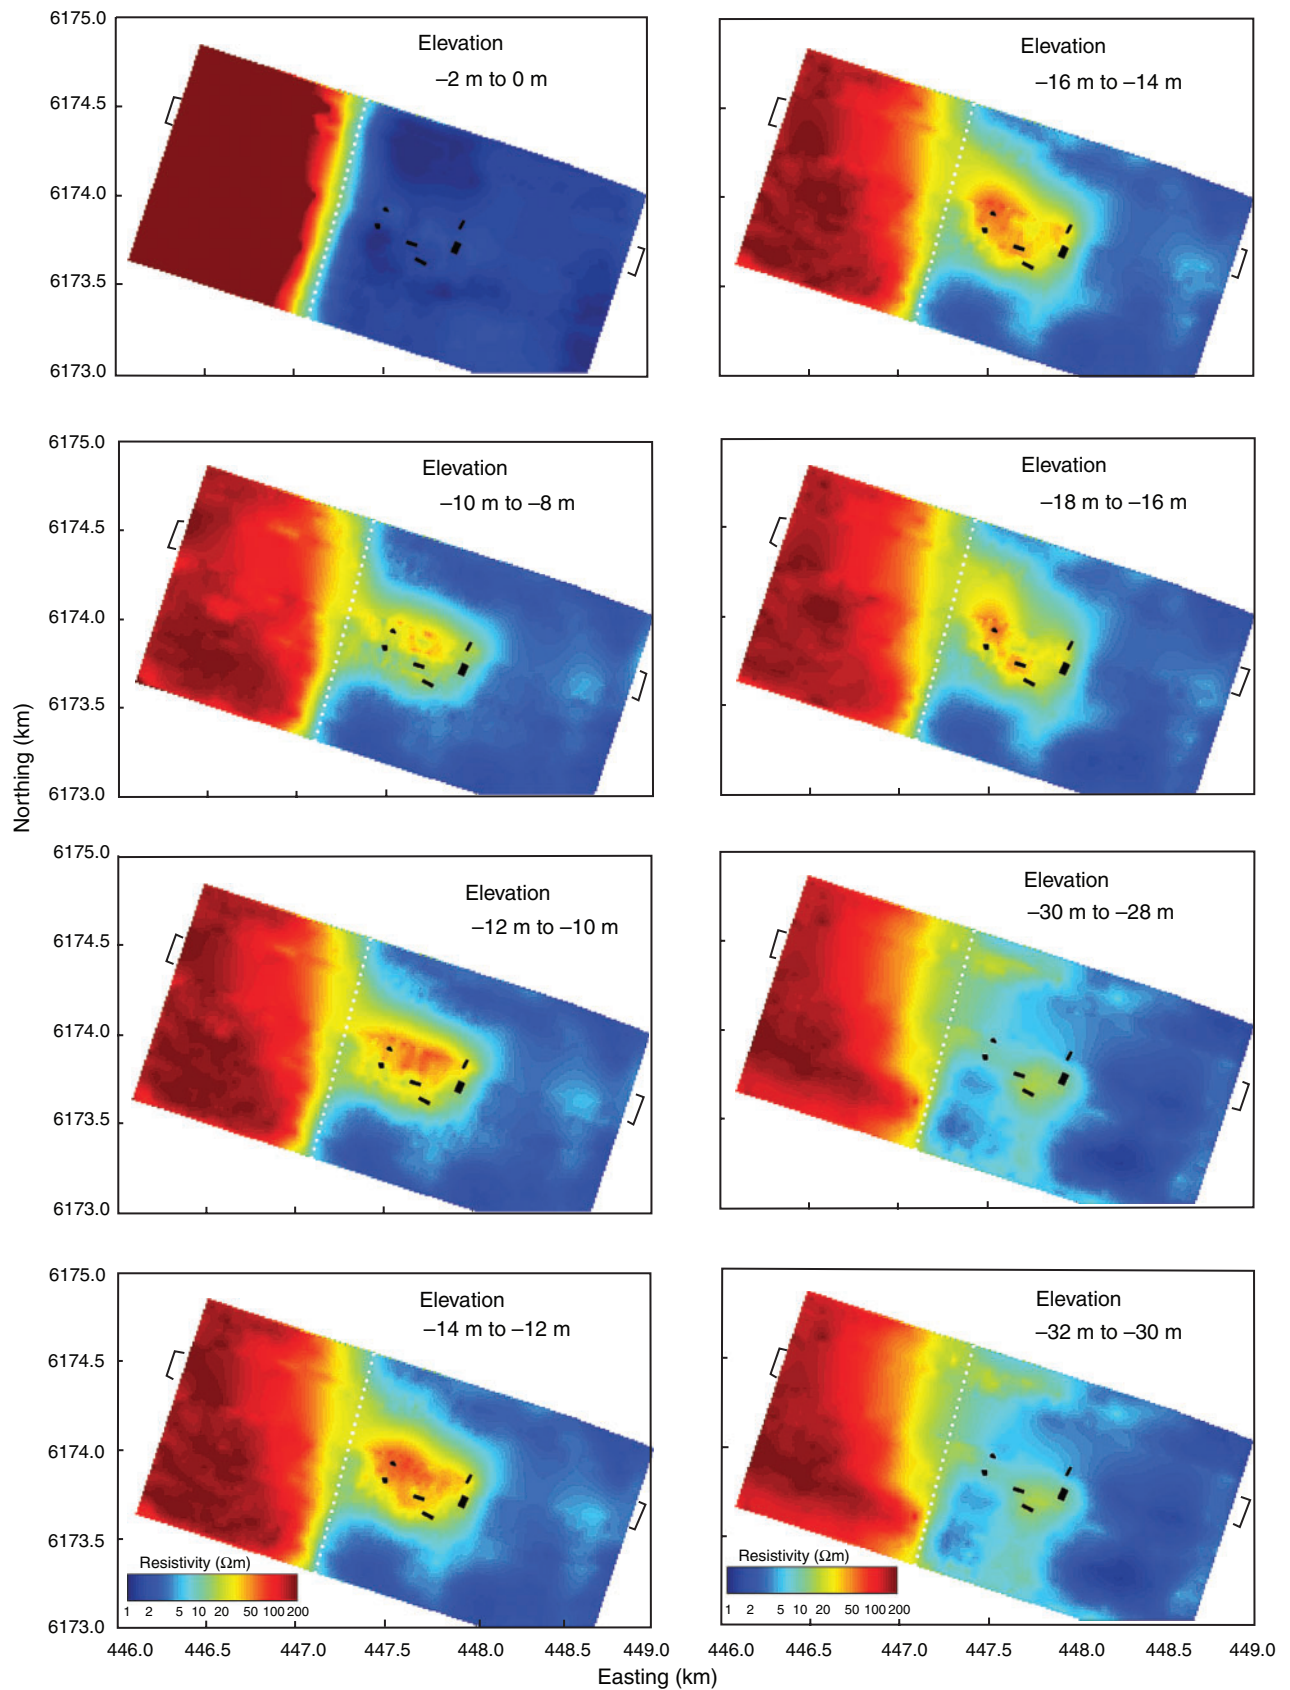 6175.0
6174.5
6174.0
6173.5
6173.0
Elevation
–2 m to 0 m
Elevation
–16 m to –14 m
6175.0
6174.5
6174.0
6173.5
6173.0
Elevation
–10 m to –8 m
Elevation
–18 m to –16 m
Northing (km)
6175.0
6174.5
6174.0
6173.5
6173.0
Elevation
–12 m to –10 m
Elevation
–30 m to –28 m
6175.0
6174.5
6174.0
6173.5
6173.0
Elevation
–14 m to –12 m
Resistivity (Ωm)
1 2 5 10 20 50 100 200
Elevation
–32 m to –30 m
Resistivity (Ωm)
1 2 5 10 20 50 100 200
446.0 446.5 447.0 447.5 448.0 448.5 449.0
446.0 446.5 447.0 447.5 448.0 448.5 449.0
Easting (km)